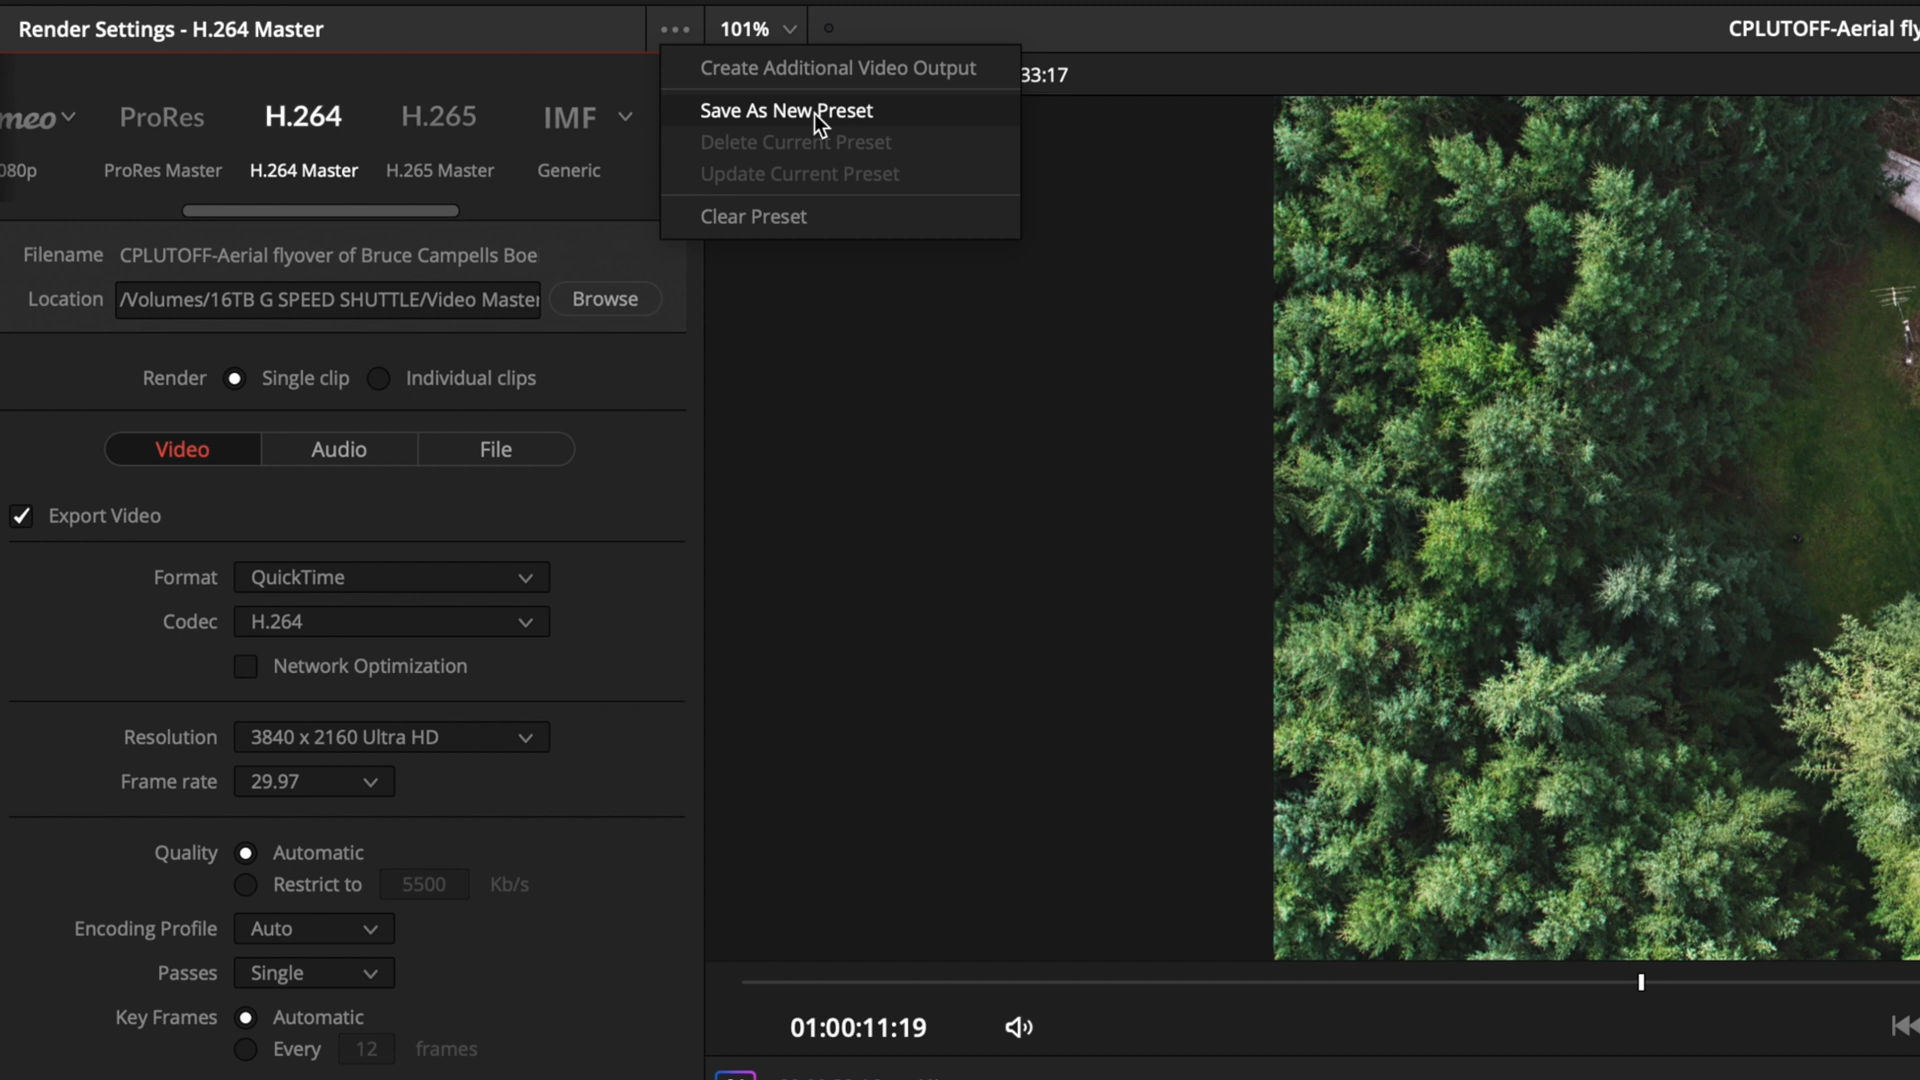 Render Settings - H.264 Master
101%
CPLUTOFF-Aerial fly
Create Additional Video Output
33:17
Save As New Preset
Delete Current Preset
Update Current Preset
Clear Preset
meo
ProRes
H.264
H.265
IMF
080p
ProRes Master
H.264 Master
H.265 Master
Generic
Filename CPLUTOFF-Aerial flyover of Bruce Campells Boe
Location /Volumes/16TB G SPEED SHUTTLE/Video Master Browse
Render Single clip Individual clips
Video Audio File
Export Video
Format QuickTime
Codec H.264
Network Optimization
Resolution 3840 x 2160 Ultra HD
Frame rate 29.97
Quality Automatic
Restrict to 5500 Kb/s
Encoding Profile Auto
Passes Single
Key Frames Automatic
Every 12 frames
01:00:11:19